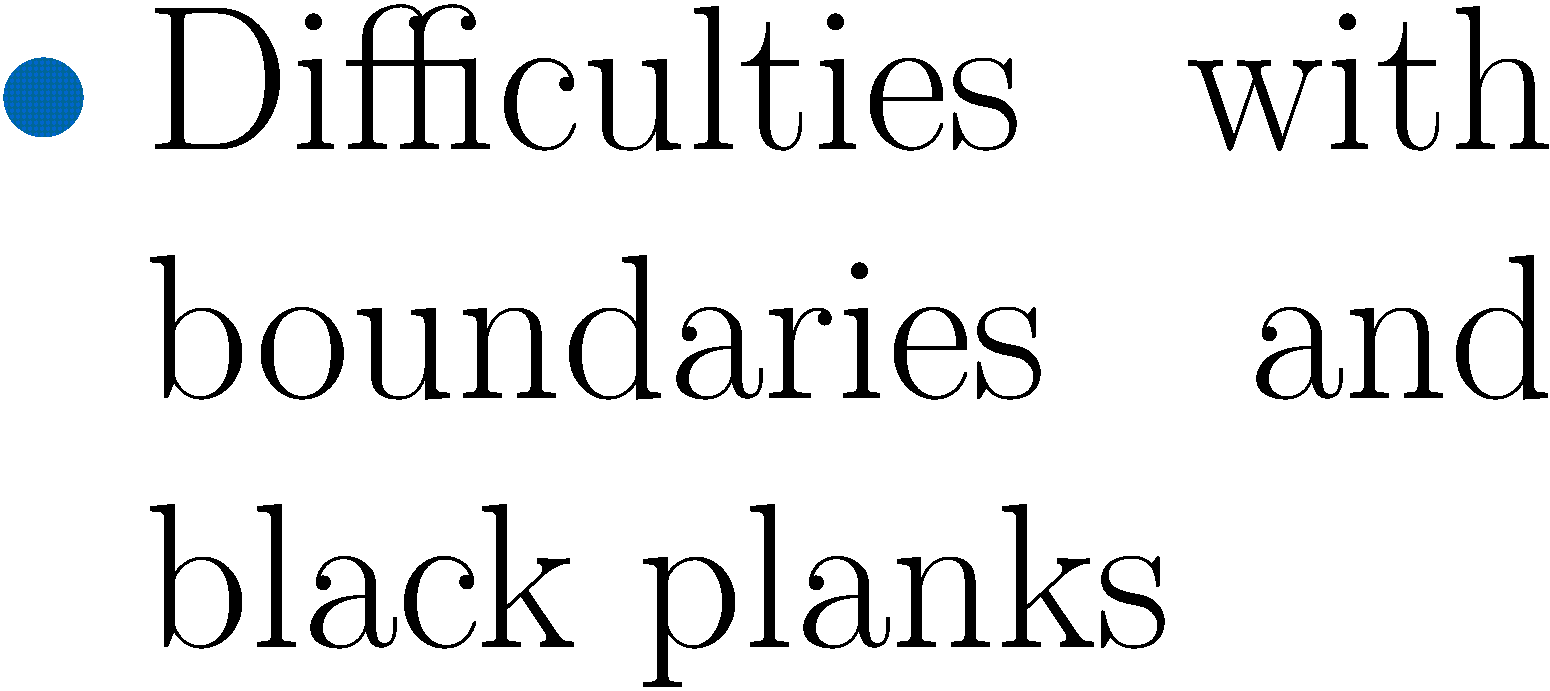 • Difficulties with
boundaries and
black planks